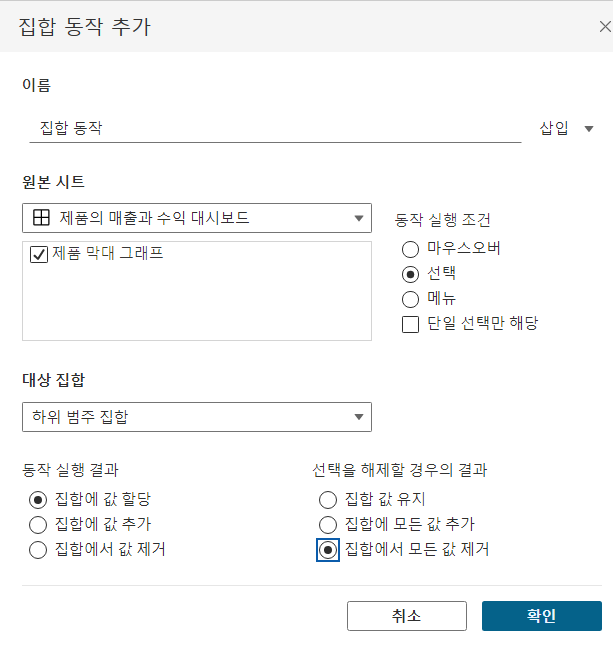 집합 동작 추가
이름
집합 동작
삽입
원본 시트
제품의 매출과 수익 대시보드
제품 막대 그래프
동작 실행 조건
마우스오버
선택
메뉴
단일 선택만 해당
대상 집합
하위 범주 집합
동작 실행 결과
집합에 값 할당
집합에 값 추가
집합에서 값 제거
선택을 해제할 경우의 결과
집합 값 유지
집합에 모든 값 추가
집합에서 모든 값 제거
취소
확인